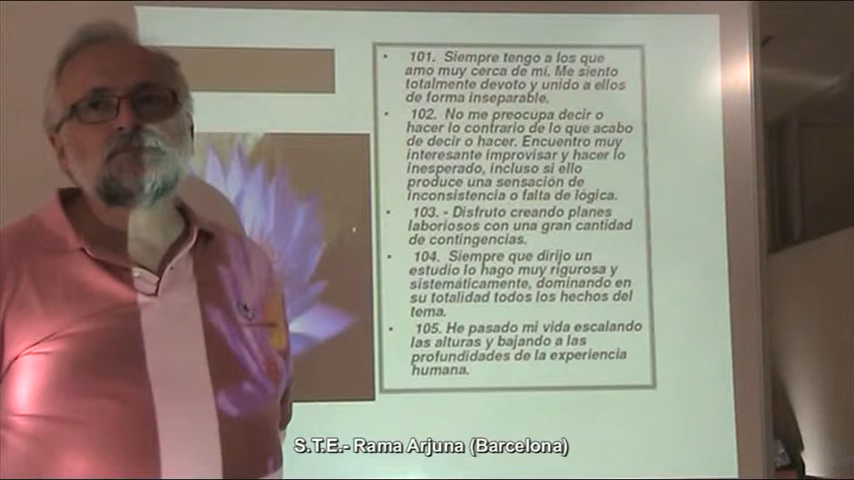 • 101. Siempre tengo a los que
amo muy cerca de mí. Me siento
totalmente devoto y unido a ellos
de forma inseparable.
• 102. No me preocupa decir o
hacer lo contrario de lo que acabo
de decir o hacer. Encuentro muy
interesante improvisar y hacer lo
inesperado, incluso si ello
produce una sensación de
inconsistencia o falta de lógica.
• 103. - Disfruto creando planes
laboriosos con una gran cantidad
de contingencias.
• 104. Siempre que dirijo un
estudio lo hago muy rigurosa y
sistemáticamente, dominando en
su totalidad todos los hechos del
tema.
• 105. He pasado mi vida escalando
las alturas y bajando a las
profundidades de la experiencia
humana.
S.T.E.- Rama Arjuna (Barcelona)